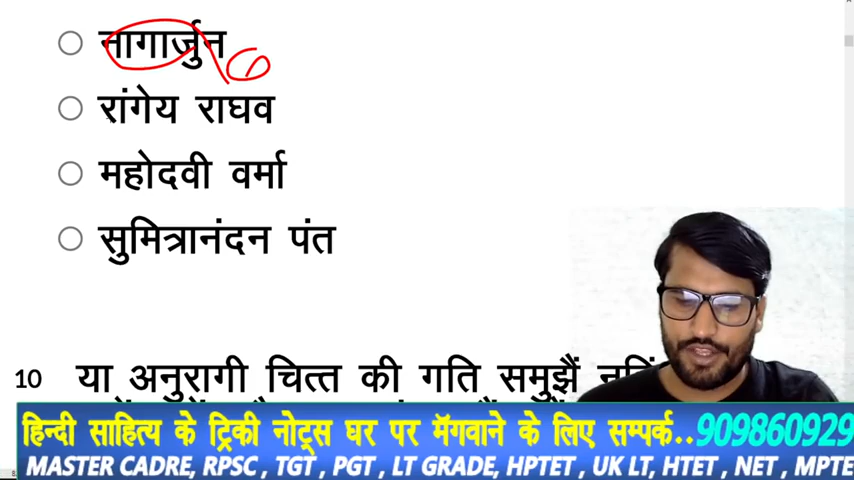 नागार्जुन
रांगेय राघव
महोदवी वर्मा
सुमित्रानंदन पंत
10 या अनुरागी चित्त की गति समुझैं
हिन्दी साहित्य के ट्रिकी नोट्स घर पर मॅगवाने के लिए सम्पर्क..909860929
MASTER CADRE, RPSC , TGT , PGT , LT GRADE, HPTET , UK LT, HTET , NET , MPTE